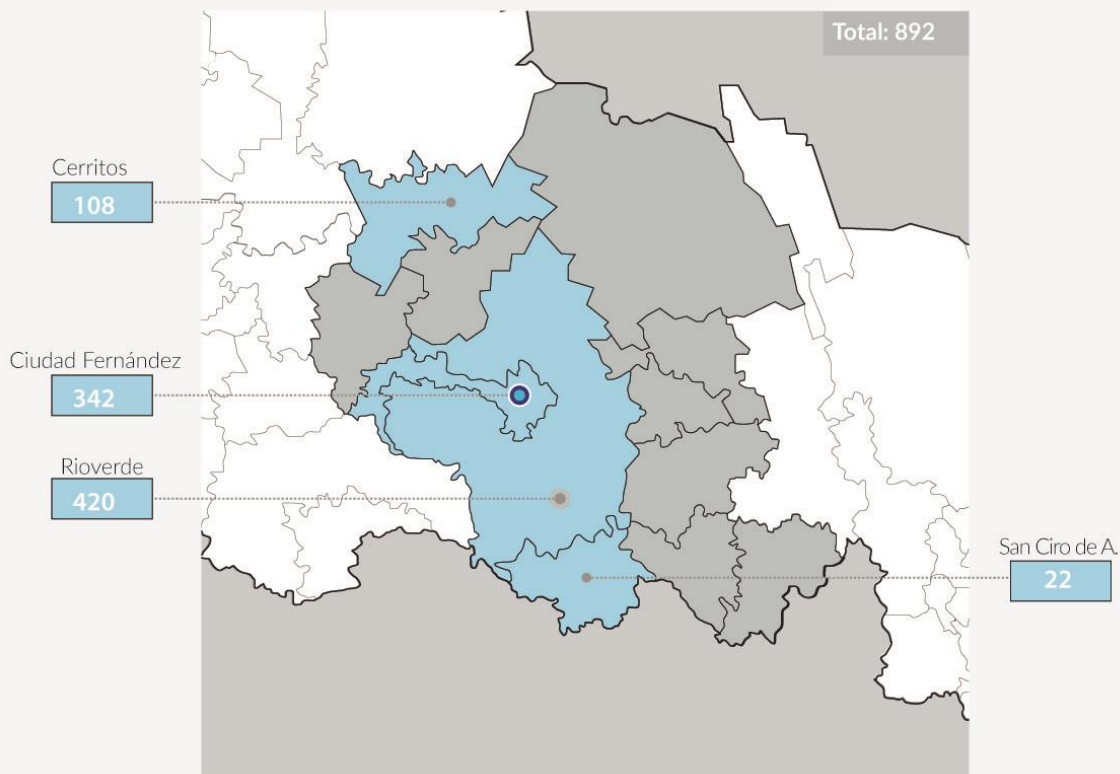 Total: 892
Cerritos
108
Ciudad Fernández
342
Rioverde
420
San Ciro de A.
22